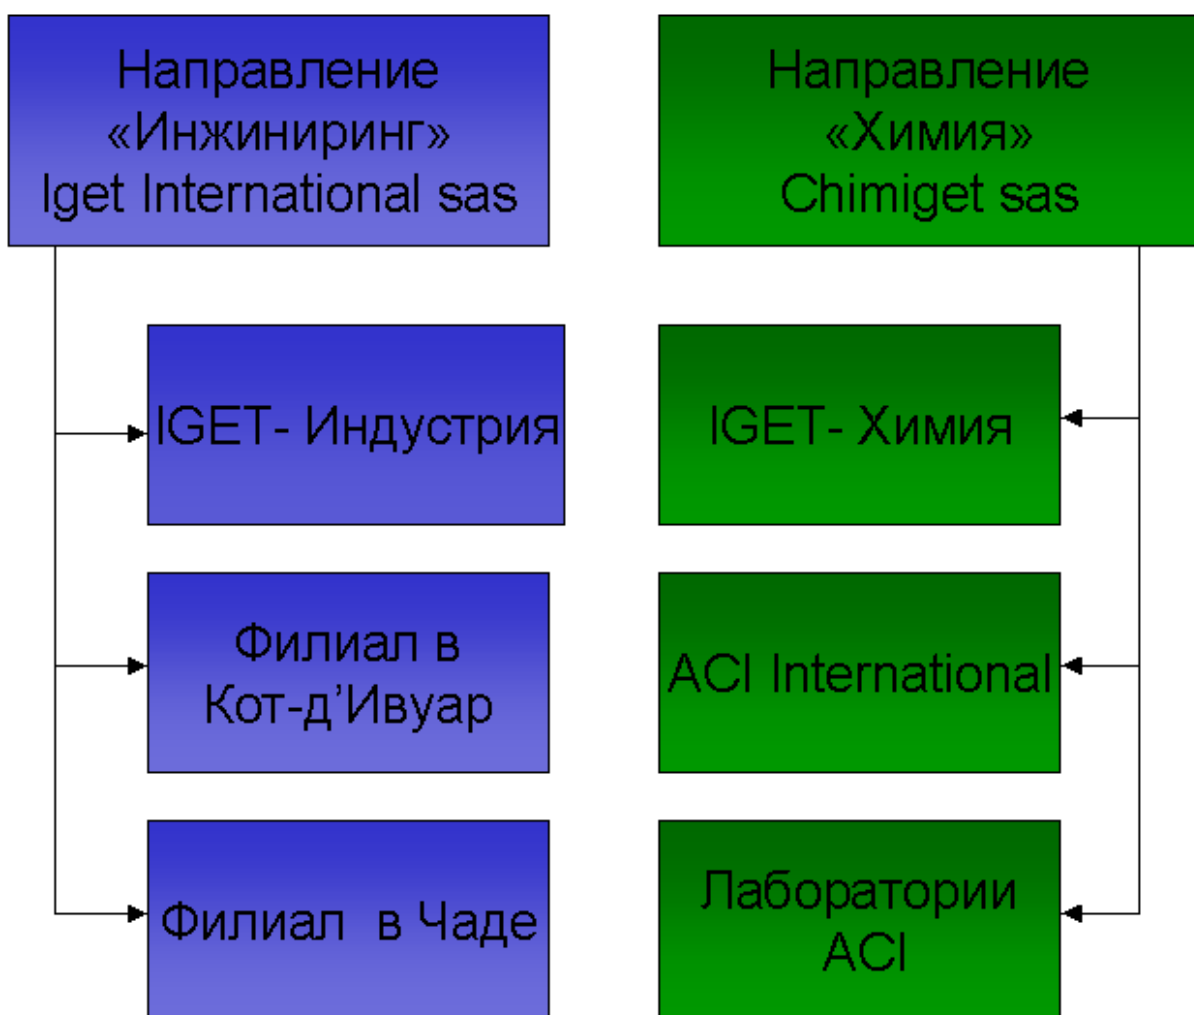 Направление
«Инжиниринг»
Iget International sas
IGET- Индустрия
Филиал в
Кот-д’Ивуар
Филиал  в Чаде
Направление
«Химия»
Chimiget sas
IGET- Химия
ACI International
Лаборатории
ACI